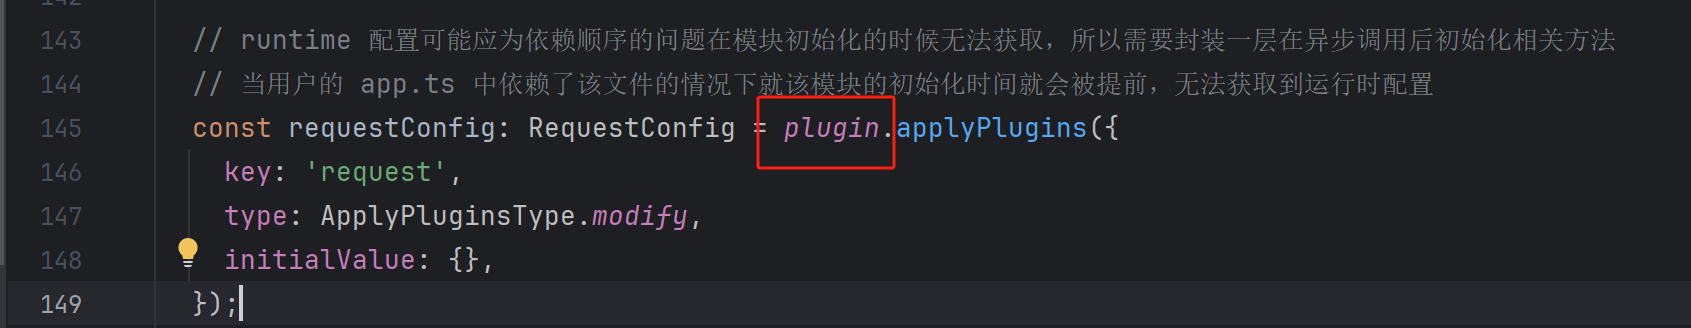 143 // runtime 配置可能应为依赖顺序的问题在模块初始化的时候无法获取，所以需要封装一层在异步调用后初始化相关方法
144 // 当用户的 app.ts 中依赖了该文件的情况下就该模块的初始化时间就会被提前，无法获取到运行时配置
145 const requestConfig: RequestConfig = plugin.applyPlugins({
146 key: 'request',
147 type: ApplyPluginsType.modify,
148 initialValue: {},
149 });